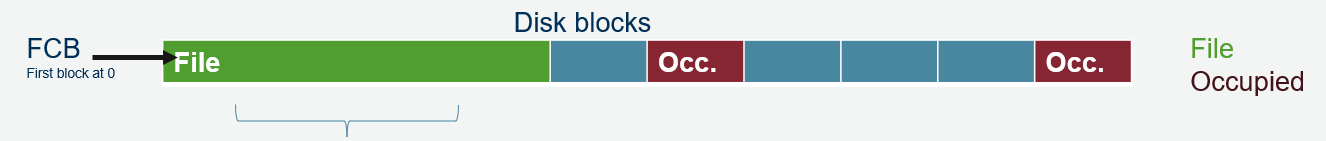 Disk blocks
FCB
First block at 0
File
Occ.
Occ.
File
Occupied